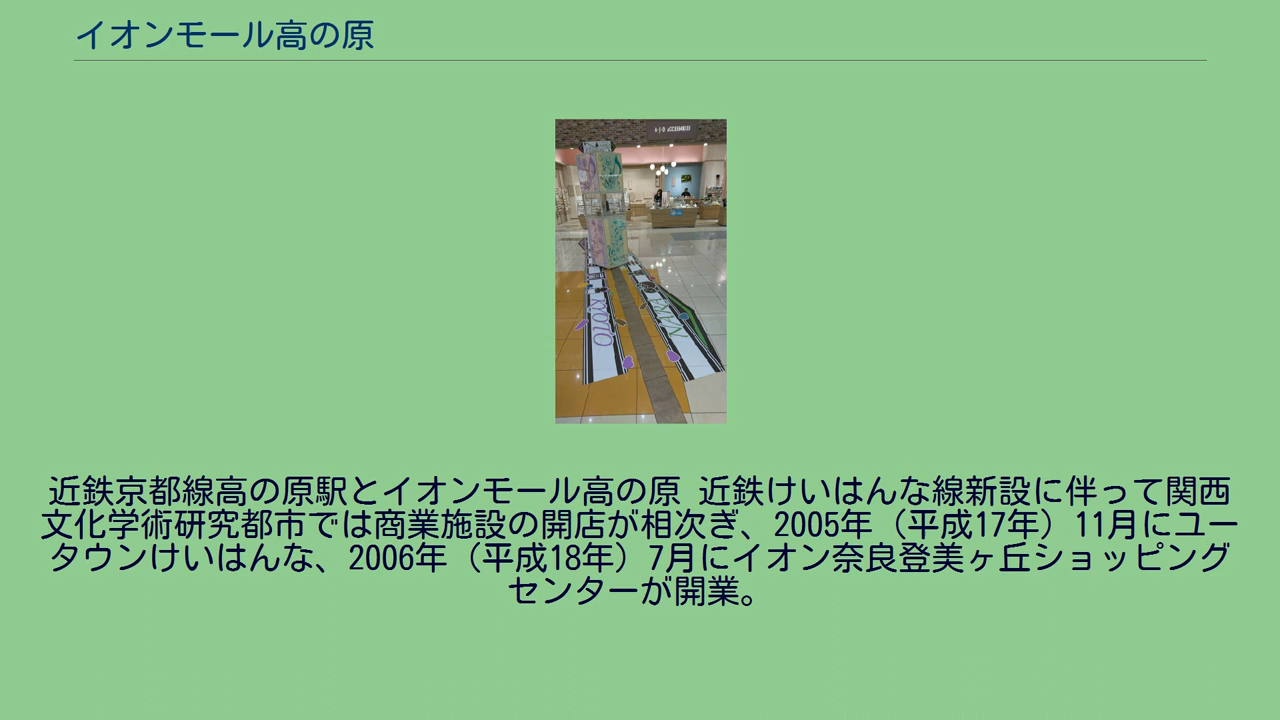 イオンモール高の原
KYOTO
NARA
近鉄京都線高の原駅とイオンモール高の原 近鉄けいはんな線新設に伴って関西
文化学術研究都市では商業施設の開店が相次ぎ、2005年（平成17年）11月にユー
タウンけいはんな、2006年（平成18年）7月にイオン奈良登美ヶ丘ショッピング
センターが開業。